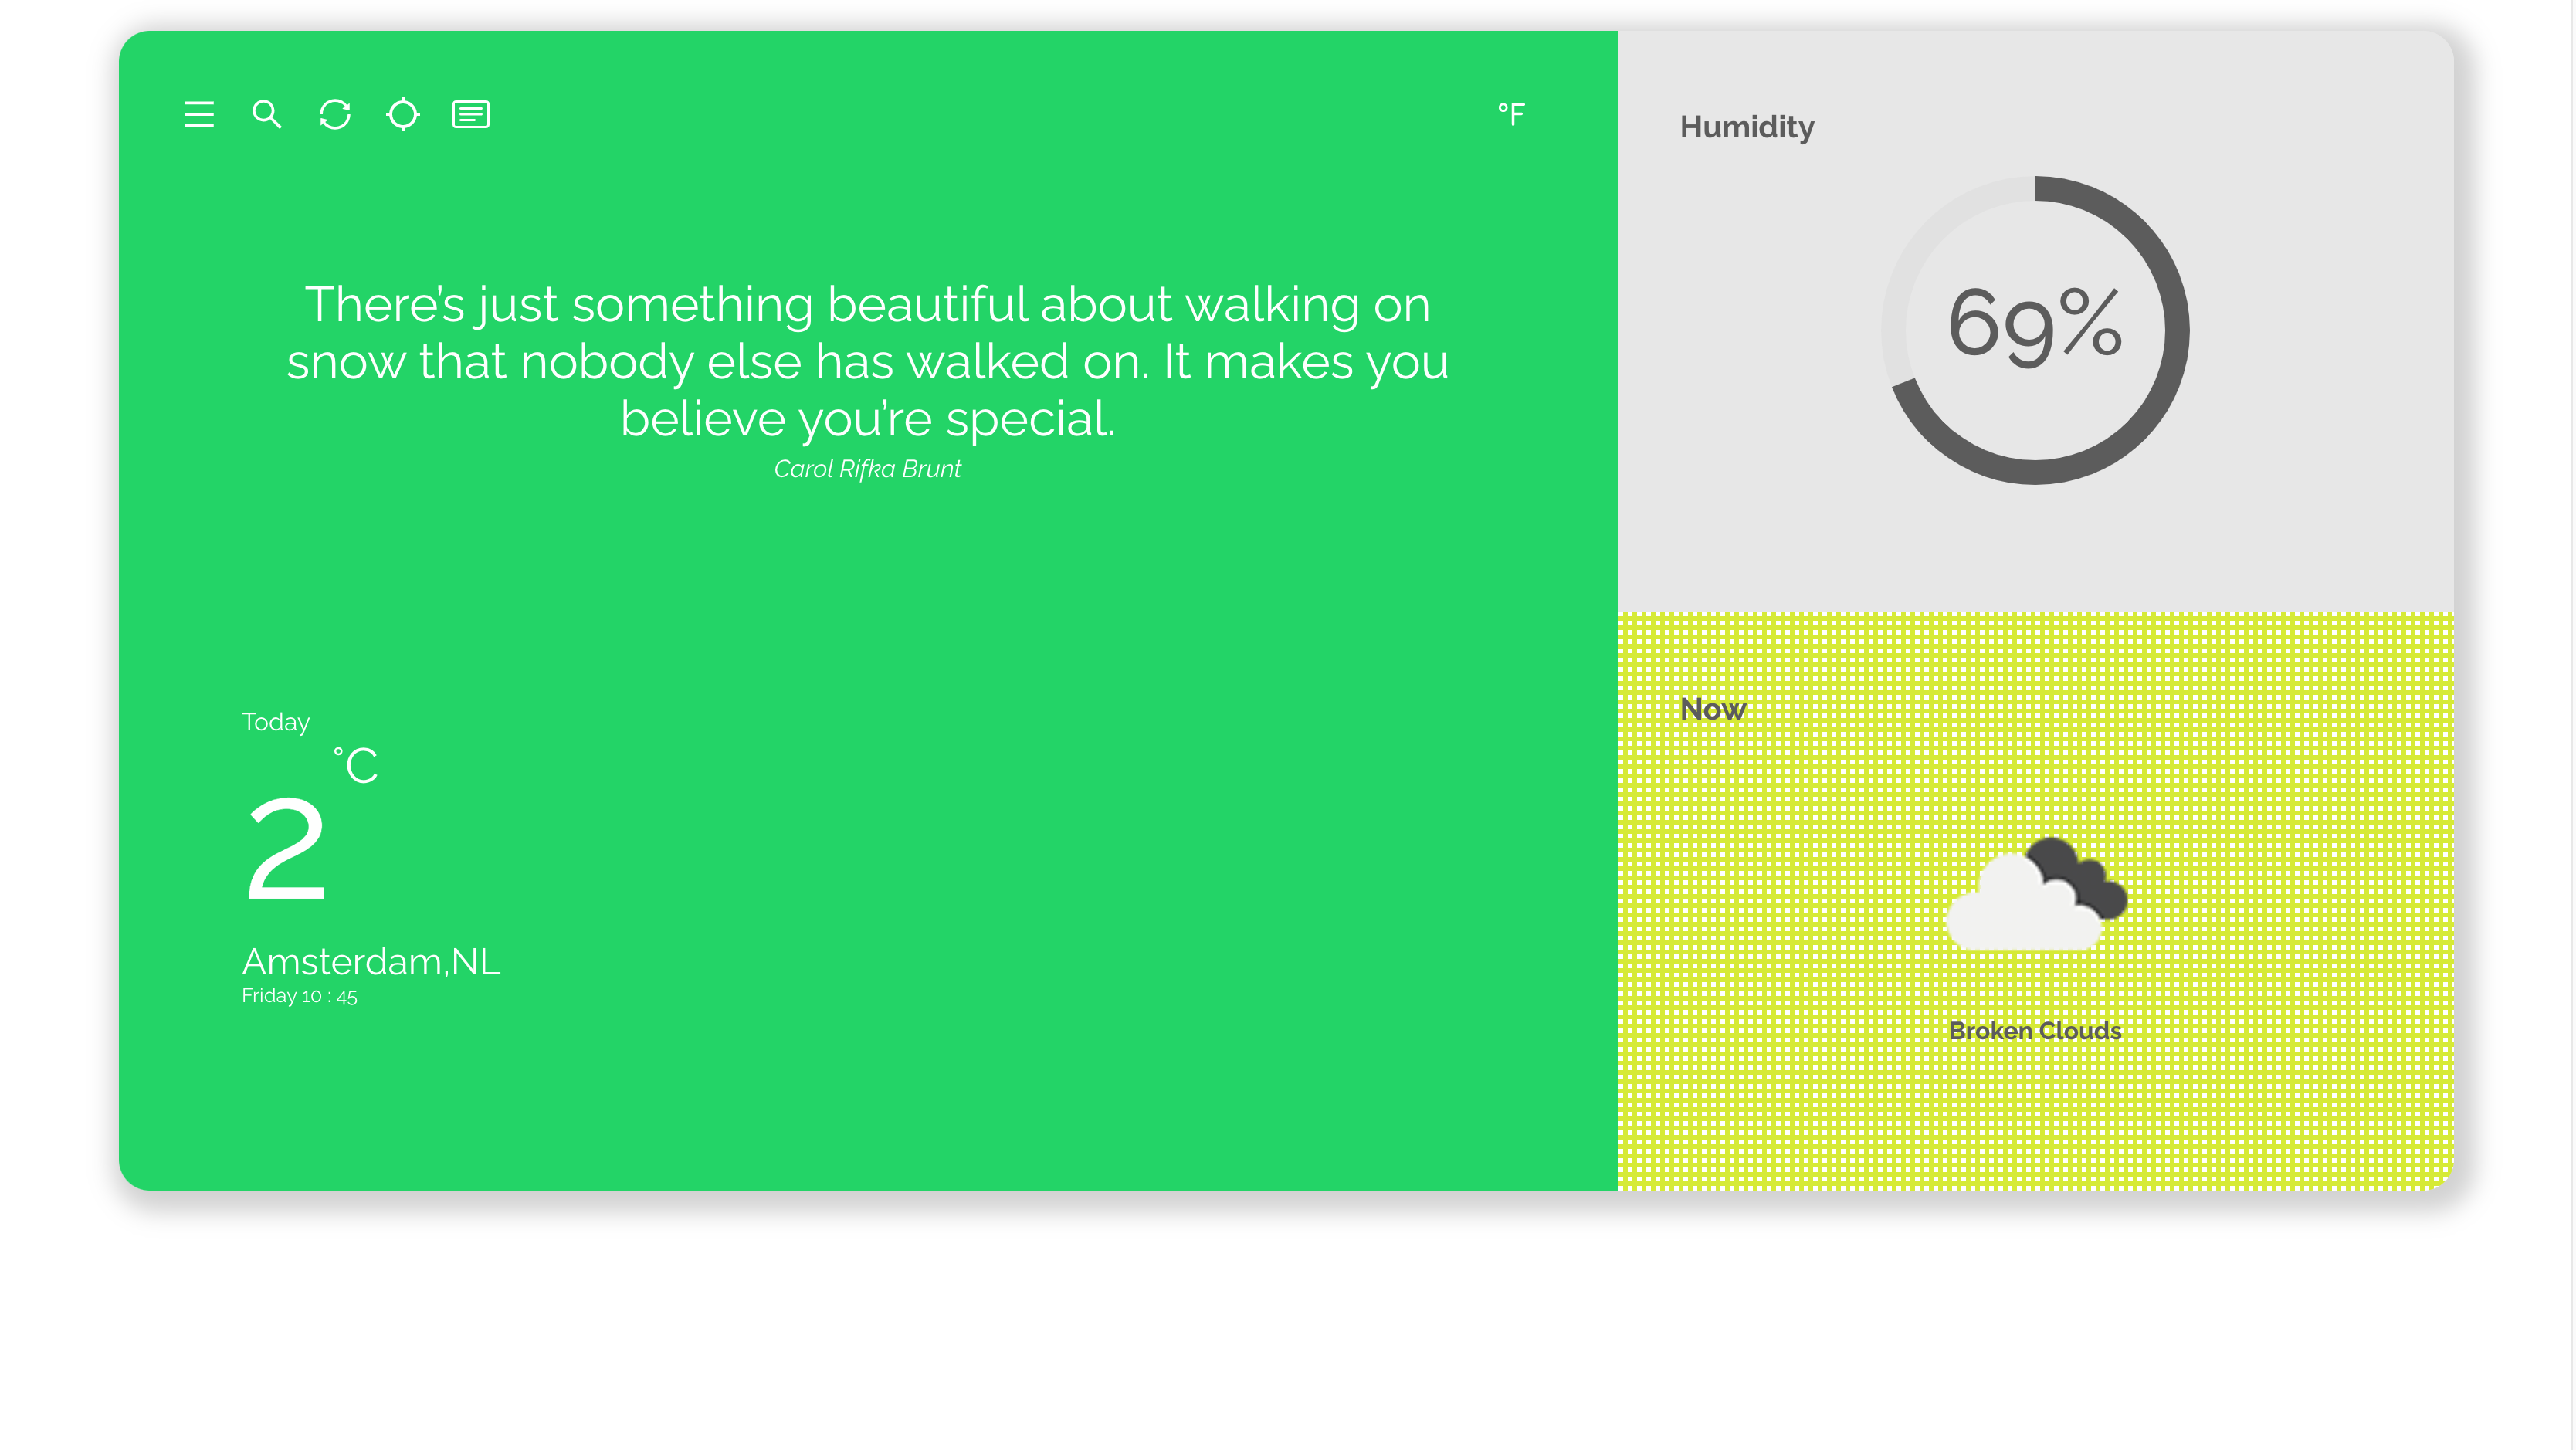 °F
There’s just something beautiful about walking on
snow that nobody else has walked on. It makes you
believe you’re special.
Carol Rifka Brunt
Today
2 °C
Amsterdam,NL
Friday 10 : 45
Humidity
69%
Now
Broken Clouds